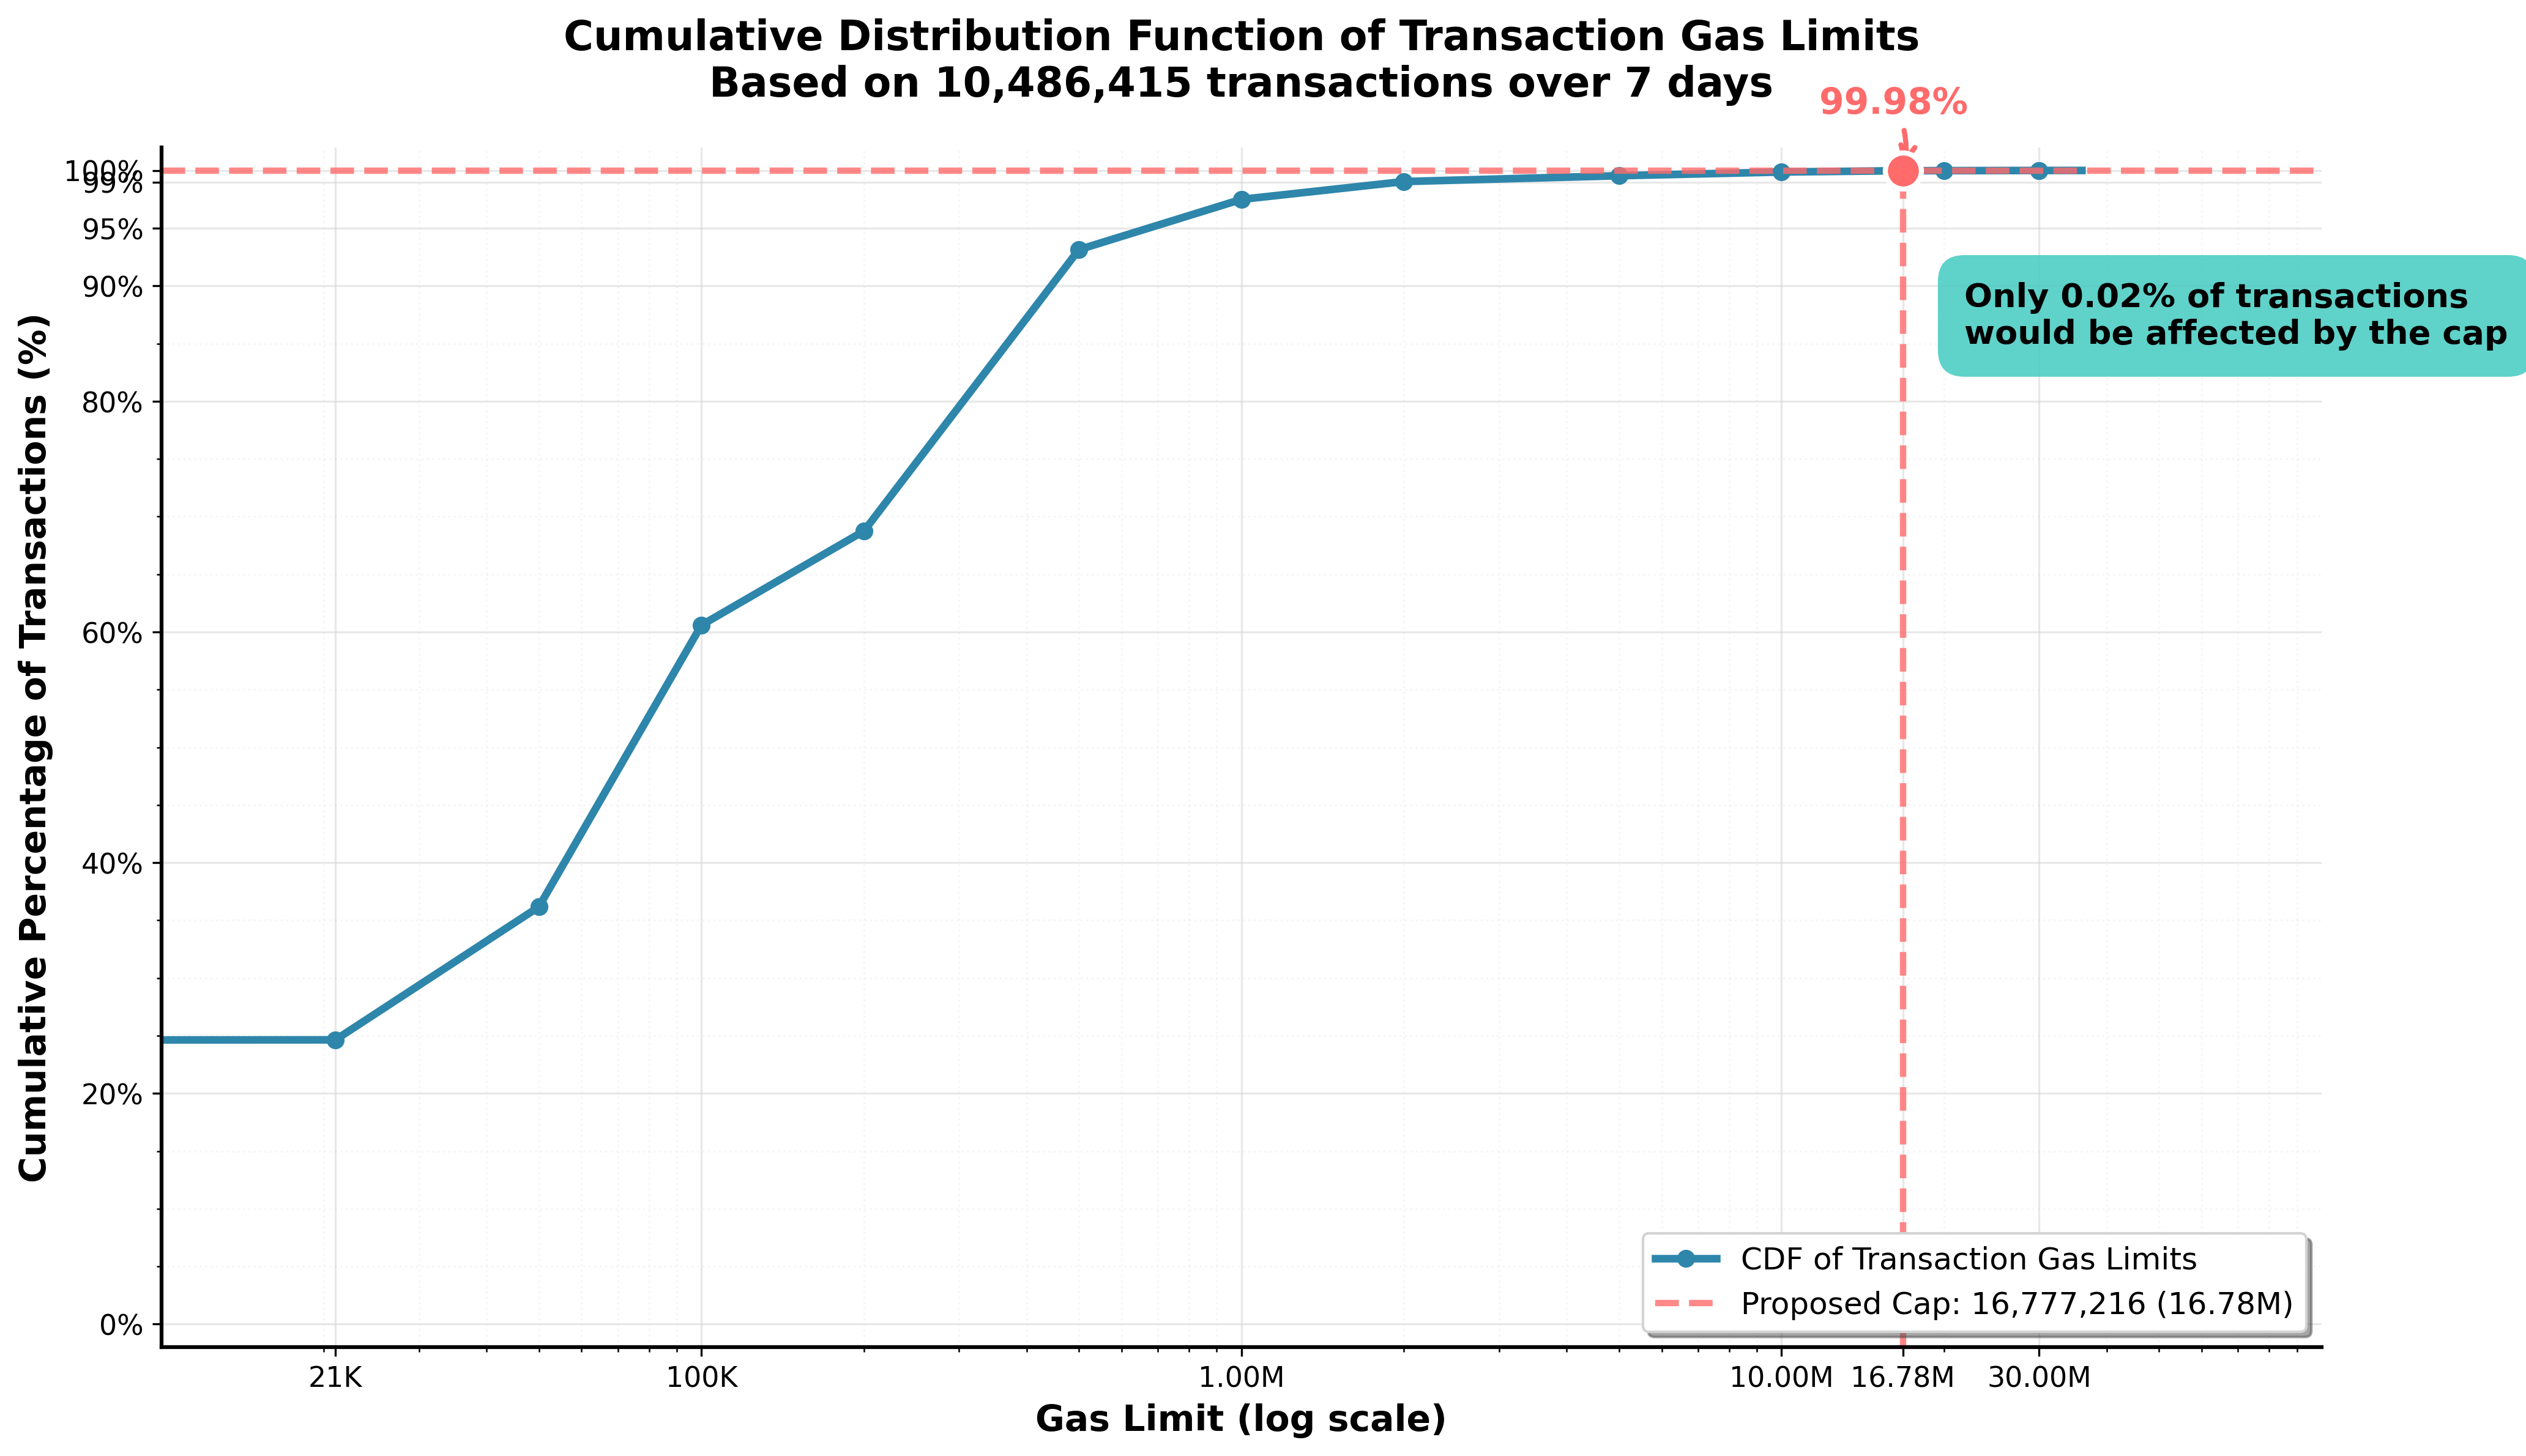 Cumulative Distribution Function of Transaction Gas Limits
Based on 10,486,415 transactions over 7 days
99.98%
100%
99%
95%
90%
80%
60%
40%
20%
0%
Cumulative Percentage of Transactions (%)
Only 0.02% of transactions
would be affected by the cap
CDF of Transaction Gas Limits
Proposed Cap: 16,777,216 (16.78M)
21K
100K
1.00M
10.00M
16.78M
30.00M
Gas Limit (log scale)